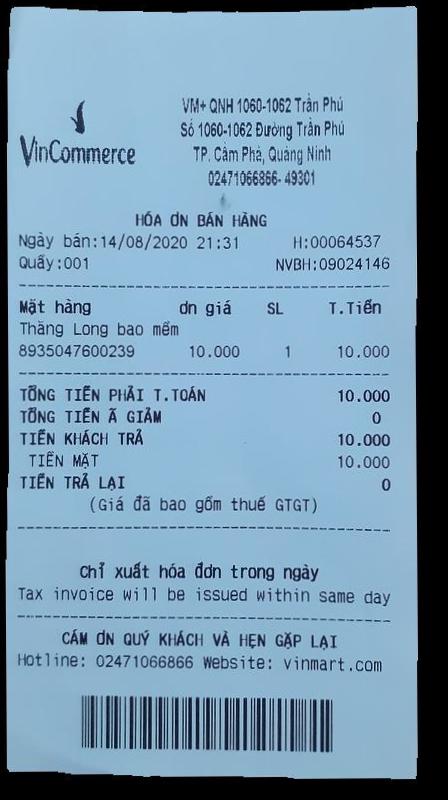 VinCommerce
VM+ QNH 1060-1062 Trần Phú
Số 1060-1062 Đường Trần Phú
TP. Cẩm Phả, Quảng Ninh
02471066866- 49301
HÓA ƠN BÁN HÀNG
Ngày bán:14/08/2020 21:31 H:00064537
Quầy:001 NVBH:09024146
Mặt hàng ơn giá SL T.Tiền
Thăng Long bao mềm
8935047600239 10.000 1 10.000
TỔNG TIỀN PHẢI T.TOÁN 10.000
TỔNG TIỀN Ã GIẢM 0
TIỀN KHÁCH TRẢ 10.000
TIỀN MẶT 10.000
TIỀN TRẢ LẠI 0
(Giá đã bao gồm thuế GTGT)
Chỉ xuất hóa đơn trong ngày
Tax invoice will be issued within same day
CÁM ƠN QUÝ KHÁCH VÀ HẸN GẶP LẠI
Hotline: 02471066866 Website: vinmart.com